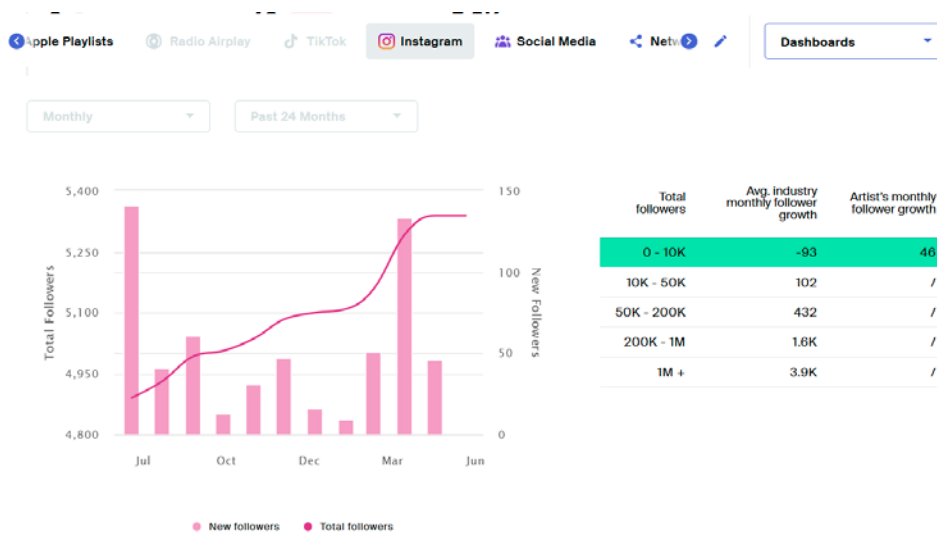 Apple Playlists
Radio Airplay
TikTok
Instagram
Social Media
Dashboards
Monthly
Past 24 Months
5,400
5,250
5,100
4,950
4,800
Total Followers
150
100
50
0
New Followers
Jul Oct Dec Mar Jun
New followers Total followers
Total followers
Avg. industry monthly follower growth
Artist's monthly follower growth
0 - 10K -93 46
10K - 50K 102 /
50K - 200K 432 /
200K - 1M 1.6K /
1M + 3.9K /